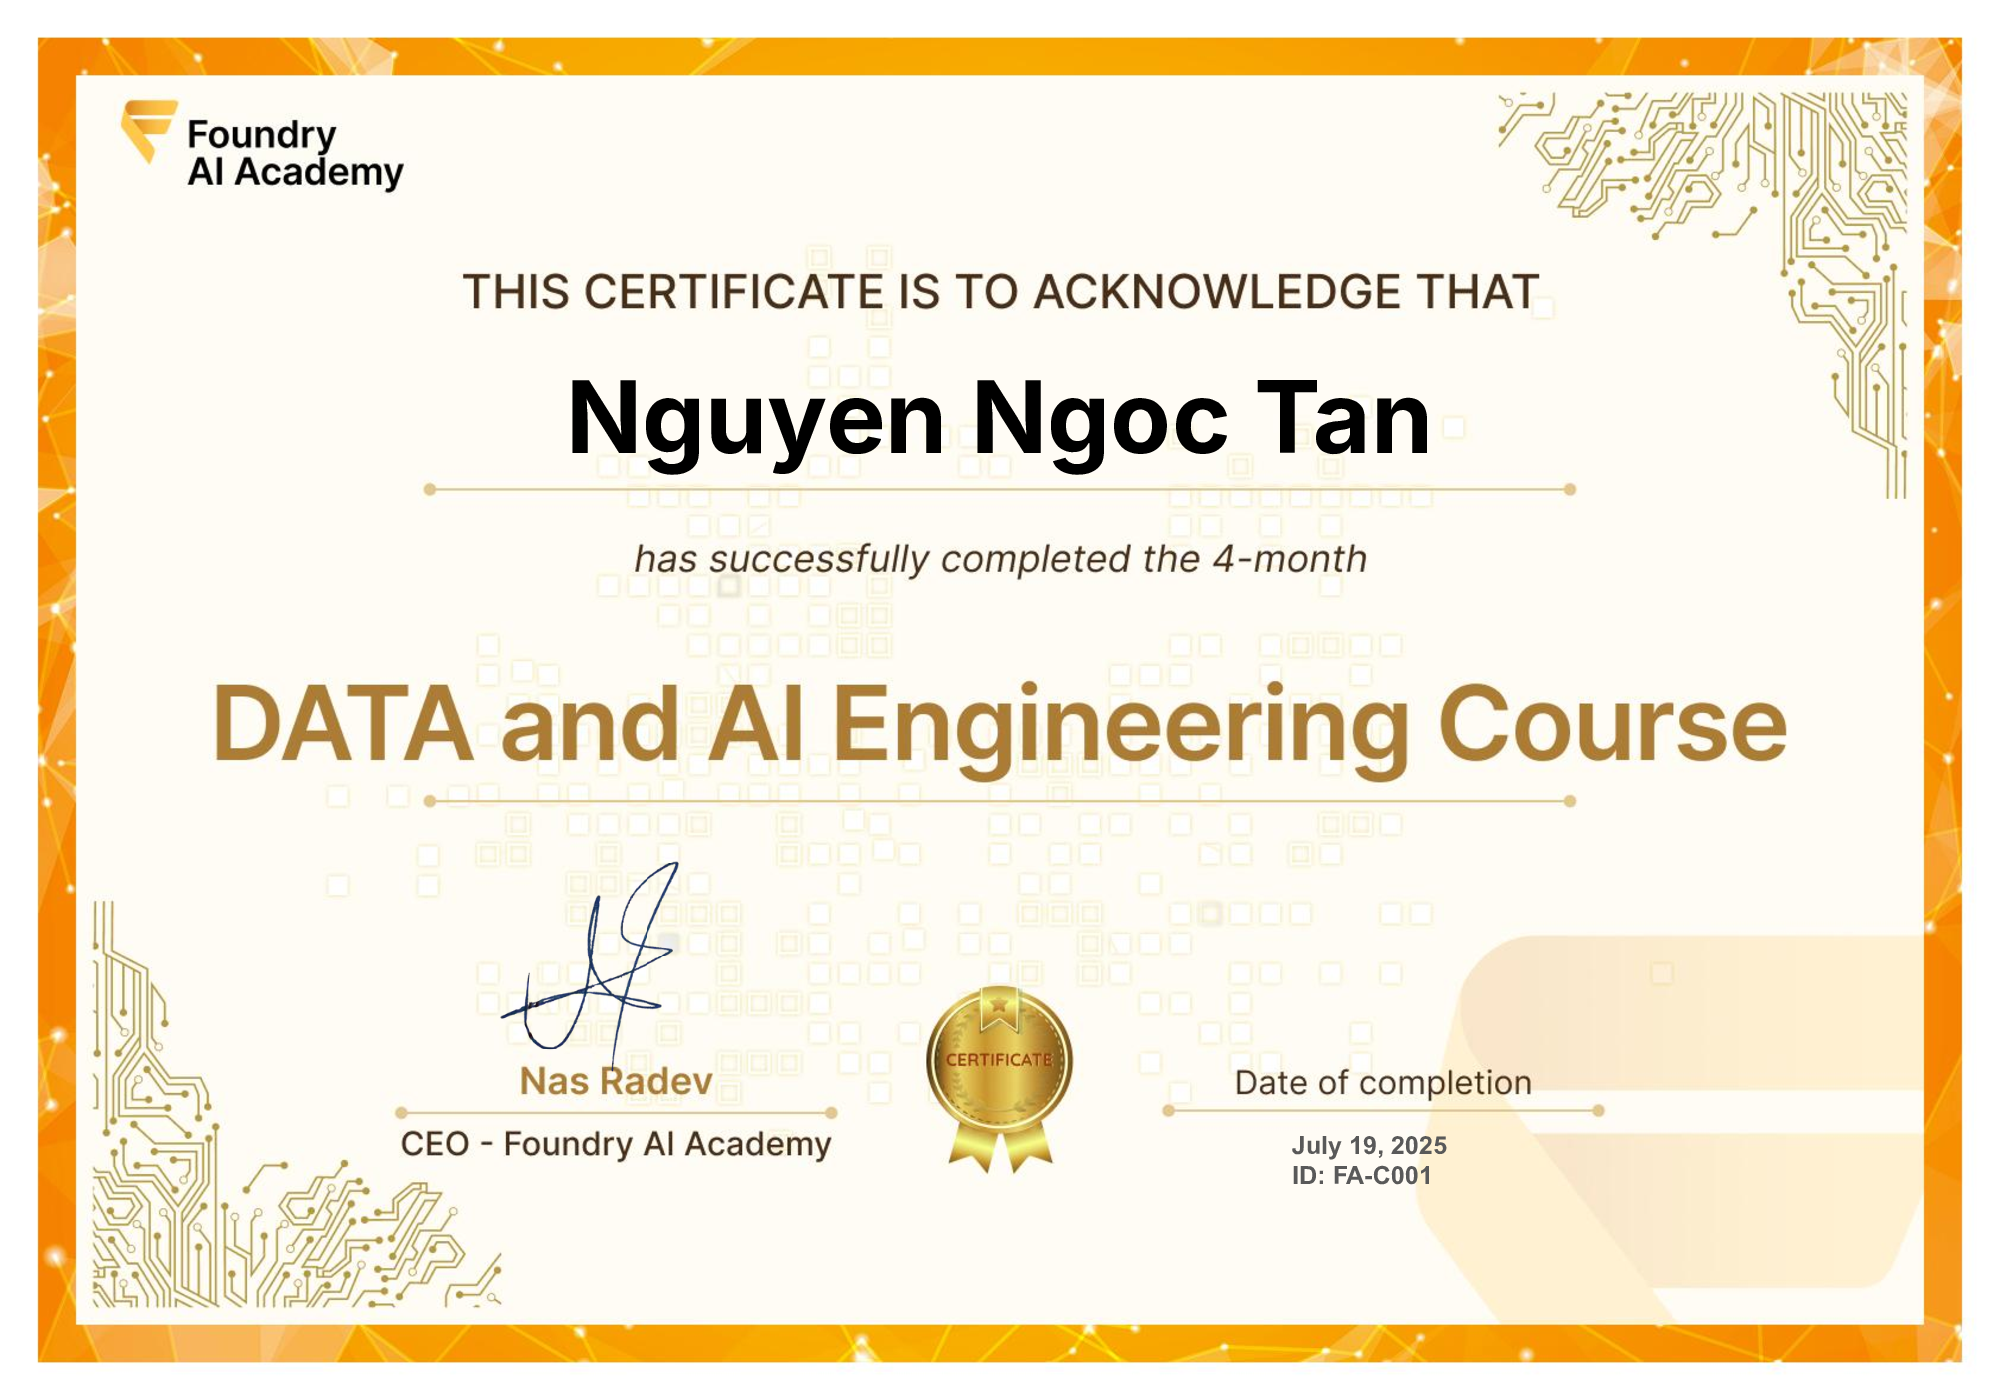 Foundry
AI Academy
THIS CERTIFICATE IS TO ACKNOWLEDGE THAT
Nguyen Ngoc Tan
has successfully completed the 4-month
DATA and AI Engineering Course
Nas Radev
CEO - Foundry AI Academy
CERTIFICATE
Date of completion
July 19, 2025
ID: FA-C001